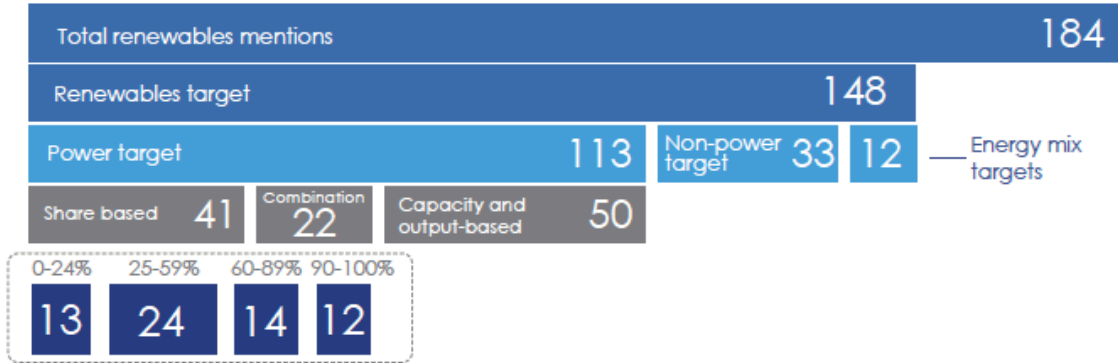 Total renewables mentions 184
Renewables target 148
Power target 113 Non-power target 33 12 Energy mix targets
Share based 41 Combination 22 Capacity and output-based 50
0-24% 25-59% 60-89% 90-100%
13 24 14 12